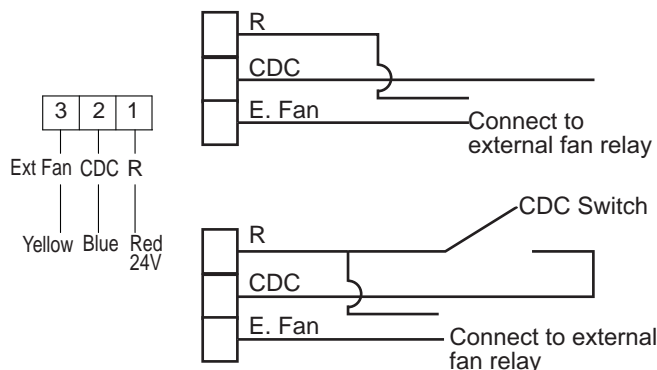 R
CDC
E. Fan
Connect to
external fan relay
3 2 1
Ext Fan CDC R
Yellow Blue Red
24V
CDC Switch
R
CDC
E. Fan
Connect to external
fan relay